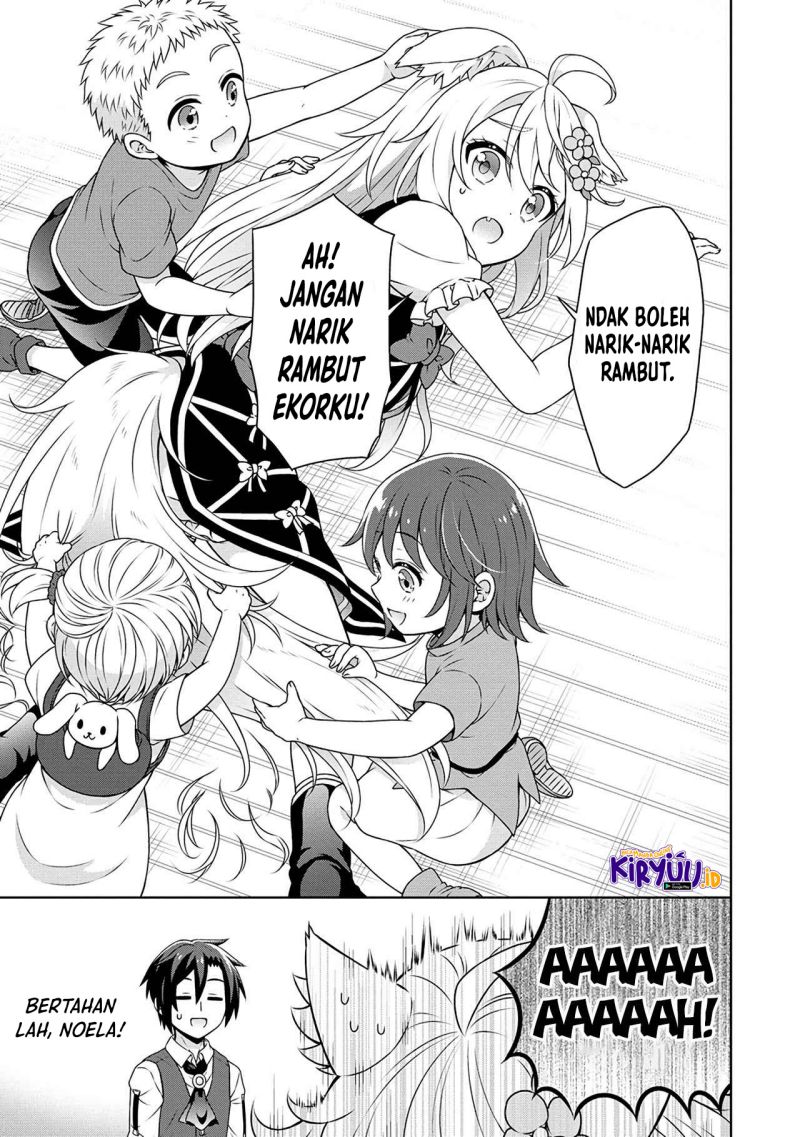 NDAK BOLEH
NARIK-NARIK
RAMBUT.
AH!
JANGAN
NARIK
RAMBUT
EKORKU!
KIRYUU.ID
AAAAAA
AAAAAH!
BERTAHAN
LAH, NOELA!